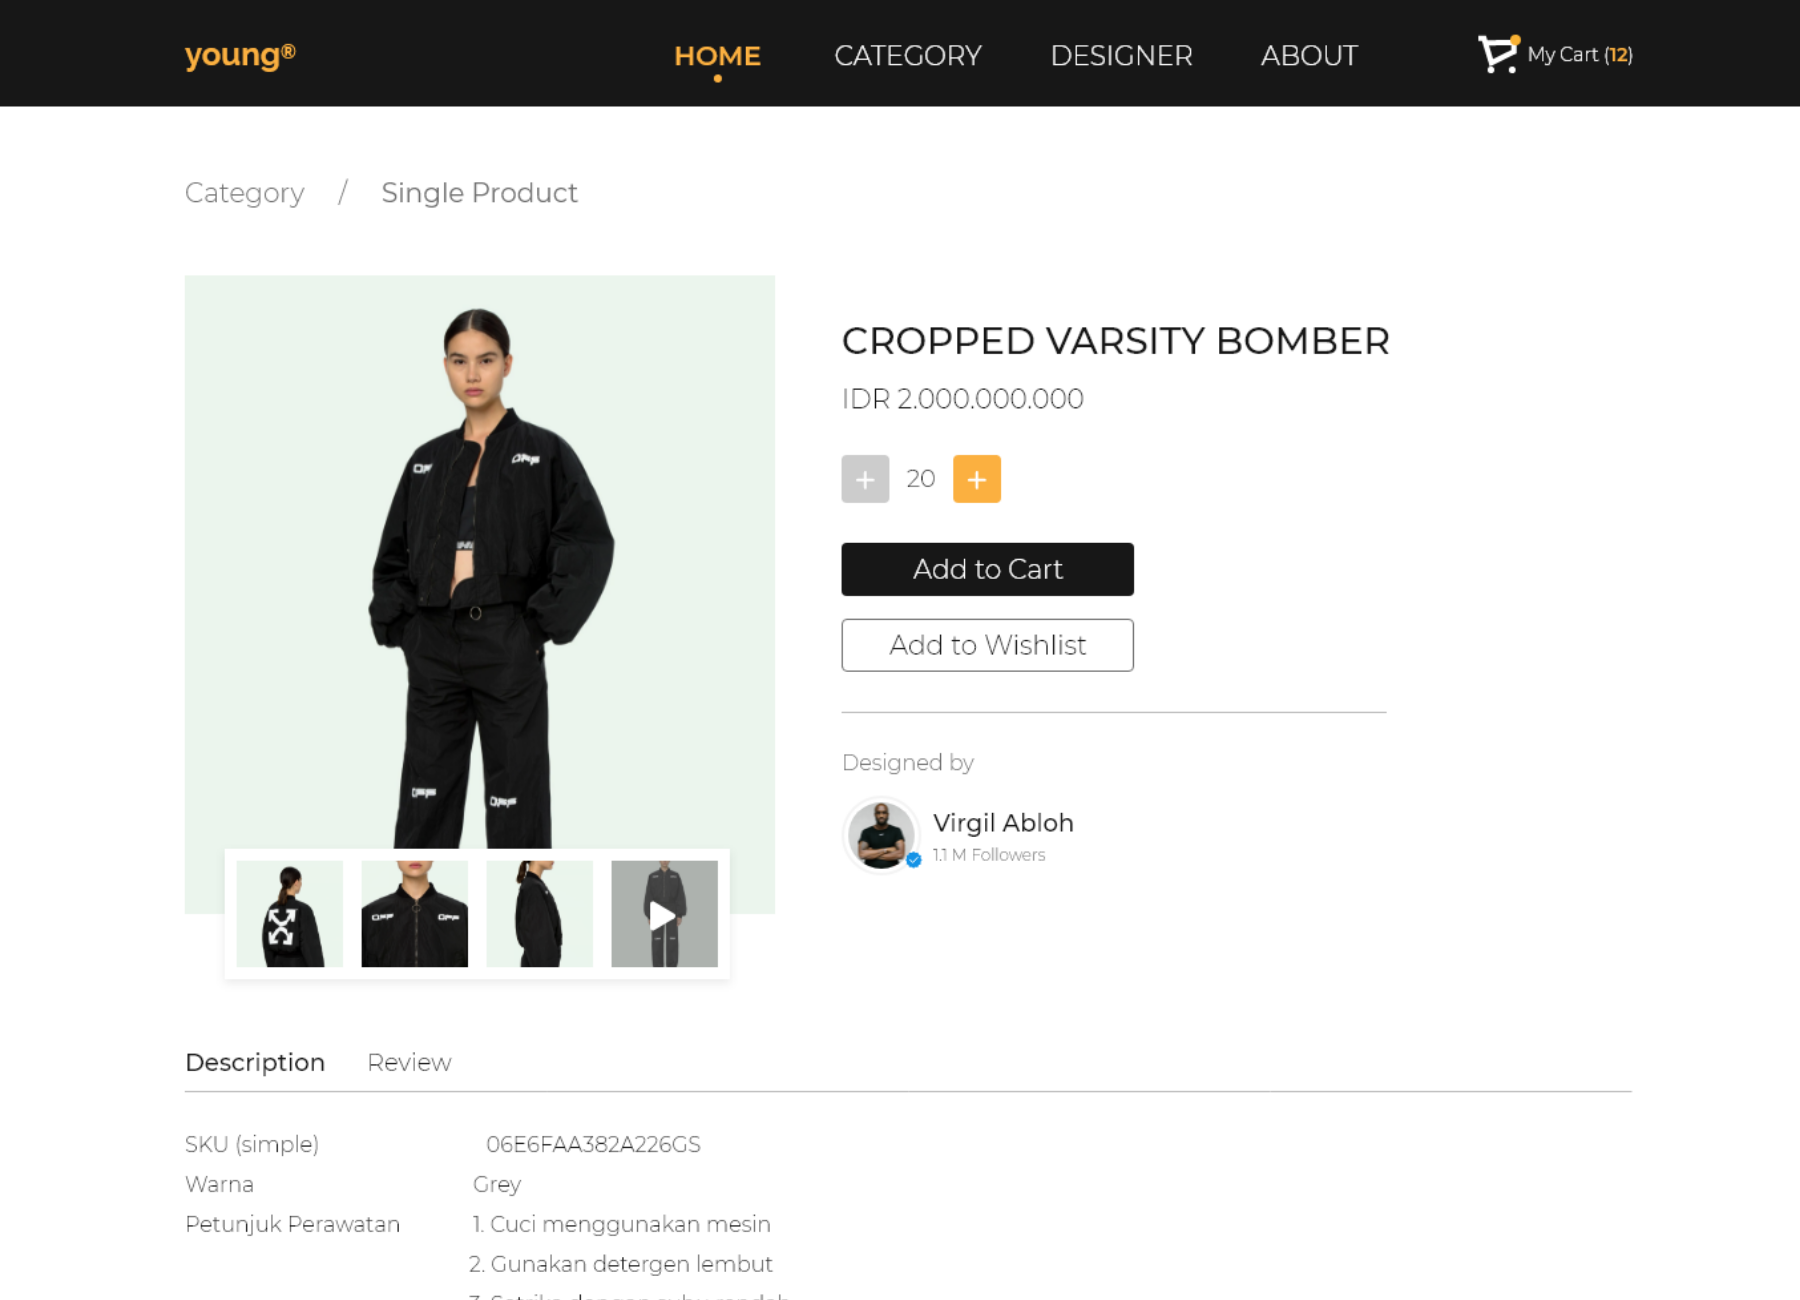 young®
HOME
CATEGORY
DESIGNER
ABOUT
My Cart (12)
Category / Single Product
CROPPED VARSITY BOMBER
IDR 2.000.000.000
+ 20 +
Add to Cart
Add to Wishlist
Designed by
Virgil Abloh
1.1 M Followers
OFF OFF
Description
Review
SKU (simple) 06E6FAA382A226GS
Warna Grey
Petunjuk Perawatan 1. Cuci menggunakan mesin
2. Gunakan detergen lembut